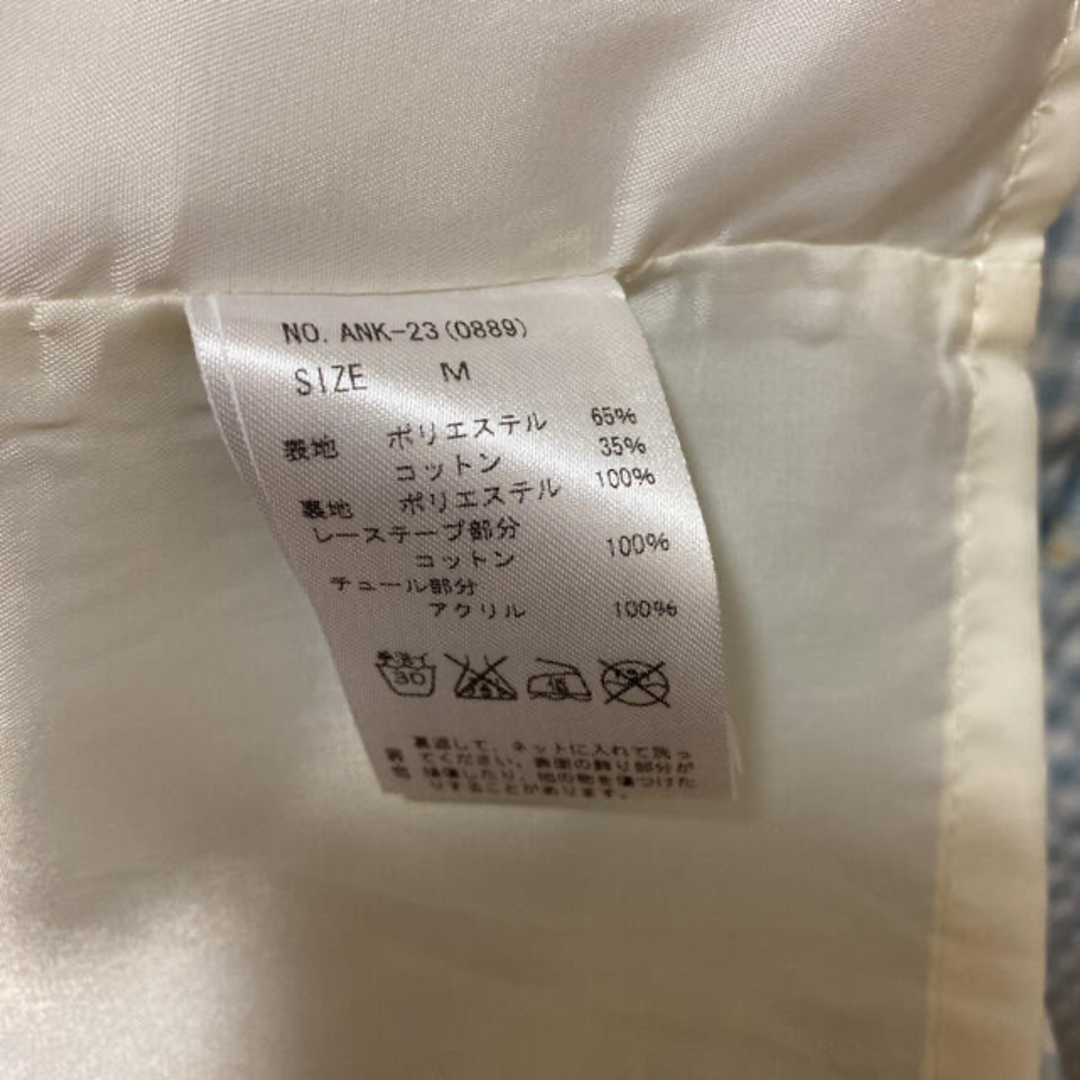 NO. ANK-23(0889)
SIZE M
表地 ポリエステル 65%
コットン 35%
裏地 ポリエステル 100%
レーステープ部分
コットン 100%
チュール部分
アクリル 100%
手洗イ
30
裏返して、ネットに入れて洗っ
てください。表面の飾り部分が
損傷したり、他の物を傷つけた
りすることがあります。